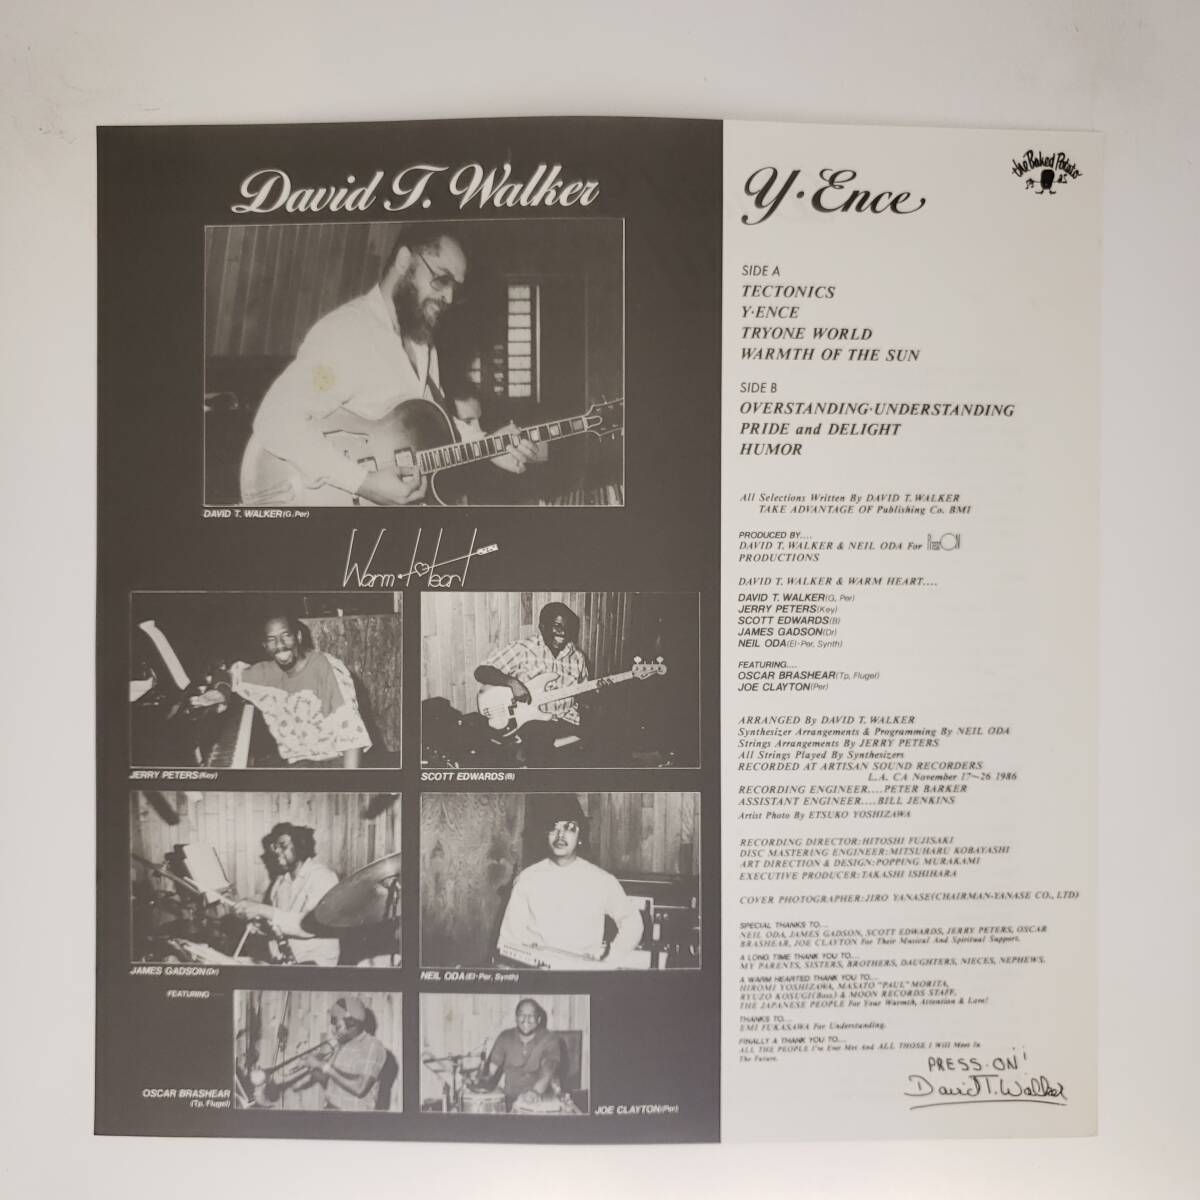 David T. Walker
DAVID T. WALKER(G, Per)
Warm Heart
JERRY PETERS(Key)
SCOTT EDWARDS(B)
JAMES GADSON(Dr)
NEIL ODA(El-Per, Synth)
FEATURING
OSCAR BRASHEAR
(Tp, Flugel)
JOE CLAYTON(Per)
the Baked Potato
Y·Ence
SIDE A
TECTONICS
Y·ENCE
TRYONE WORLD
WARMTH OF THE SUN
SIDE B
OVERSTANDING·UNDERSTANDING
PRIDE and DELIGHT
HUMOR
All Selections Written By DAVID T. WALKER
TAKE ADVANTAGE OF Publishing Co. BMI
PRODUCED BY....
DAVID T. WALKER & NEIL ODA For Press ON
PRODUCTIONS
DAVID T. WALKER & WARM HEART....
DAVID T. WALKER(G, Per)
JERRY PETERS(Key)
SCOTT EDWARDS(B)
JAMES GADSON(Dr)
NEIL ODA(El-Per, Synth)
FEATURING....
OSCAR BRASHEAR(Tp, Flugel)
JOE CLAYTON(Per)
ARRANGED By DAVID T. WALKER
Synthesizer Arrangements & Programming By NEIL ODA
Strings Arrangements By JERRY PETERS
All Strings Played By Synthesizers
RECORDED AT ARTISAN SOUND RECORDERS
L.A. CA November 17~26 1986
RECORDING ENGINEER....PETER BARKER
ASSISTANT ENGINEER....BILL JENKINS
Artist Photo By ETSUKO YOSHIZAWA
RECORDING DIRECTOR:HITOSHI FUJISAKI
DISC MASTERING ENGINEER:MITSUHARU KOBAYASHI
ART DIRECTION & DESIGN:POPPING MURAKAMI
EXECUTIVE PRODUCER:TAKASHI ISHIHARA
COVER PHOTOGRAPHER:JIRO YANASE(CHAIRMAN-YANASE CO., LTD)
SPECIAL THANKS TO....
NEIL ODA, JAMES GADSON, SCOTT EDWARDS, JERRY PETERS, OSCAR
BRASHEAR, JOE CLAYTON For Their Musical And Spiritual Support.
A LONG TIME THANK YOU TO....
MY PARENTS, SISTERS, BROTHERS, DAUGHTERS, NIECES, NEPHEWS.
A WARM HEARTED THANK YOU TO....
HIROMI YOSHIZAWA, MASATO "PAUL" MORITA,
RYUZO KOSUGI(Boss) & MOON RECORDS STAFF,
THE JAPANESE PEOPLE For Your Warmth, Attention & Love!
THANKS TO....
EMI FUKASAWA For Understanding.
FINALLY A THANK YOU TO....
ALL THE PEOPLE I've Ever Met And ALL THOSE I Will Meet In
The Future.
PRESS·ON!
David T. Walker